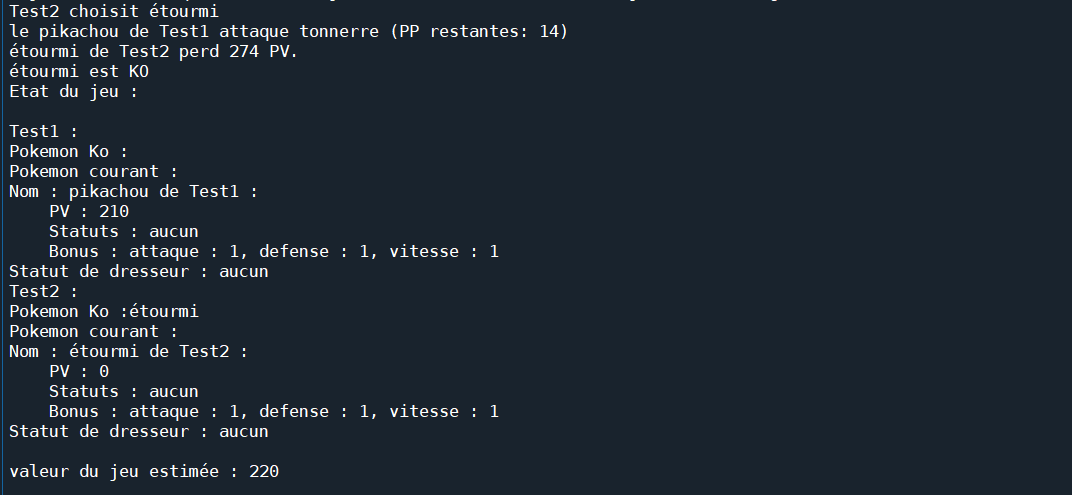 Test2 choisit étourmi
le pikachou de Test1 attaque tonnerre (PP restantes: 14)
étourmi de Test2 perd 274 PV.
étourmi est KO
Etat du jeu :
Test1 :
Pokemon Ko :
Pokemon courant :
Nom : pikachou de Test1 :
PV : 210
Statuts : aucun
Bonus : attaque : 1, defense : 1, vitesse : 1
Statut de dresseur : aucun
Test2 :
Pokemon Ko :étourmi
Pokemon courant :
Nom : étourmi de Test2 :
PV : 0
Statuts : aucun
Bonus : attaque : 1, defense : 1, vitesse : 1
Statut de dresseur : aucun
valeur du jeu estimée : 220